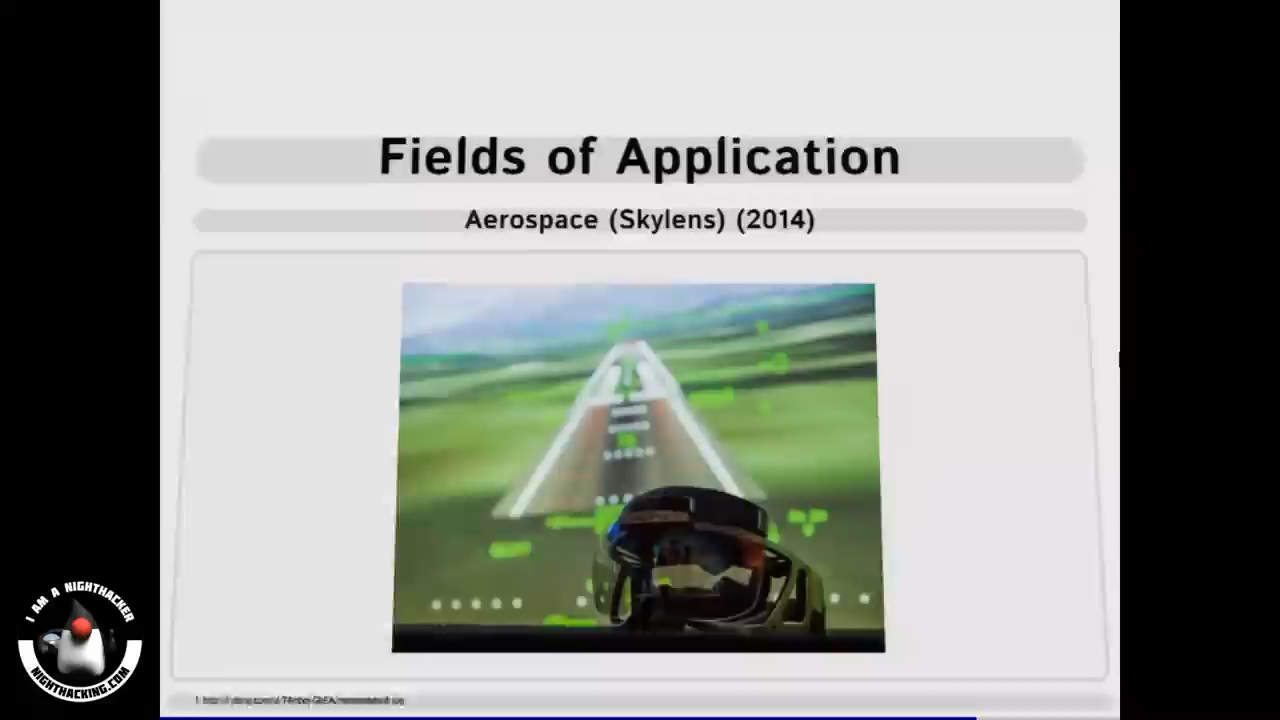 Fields of Application
Aerospace (Skylens) (2014)
I AM A NIGHTHACKER
NIGHTHACKING.COM